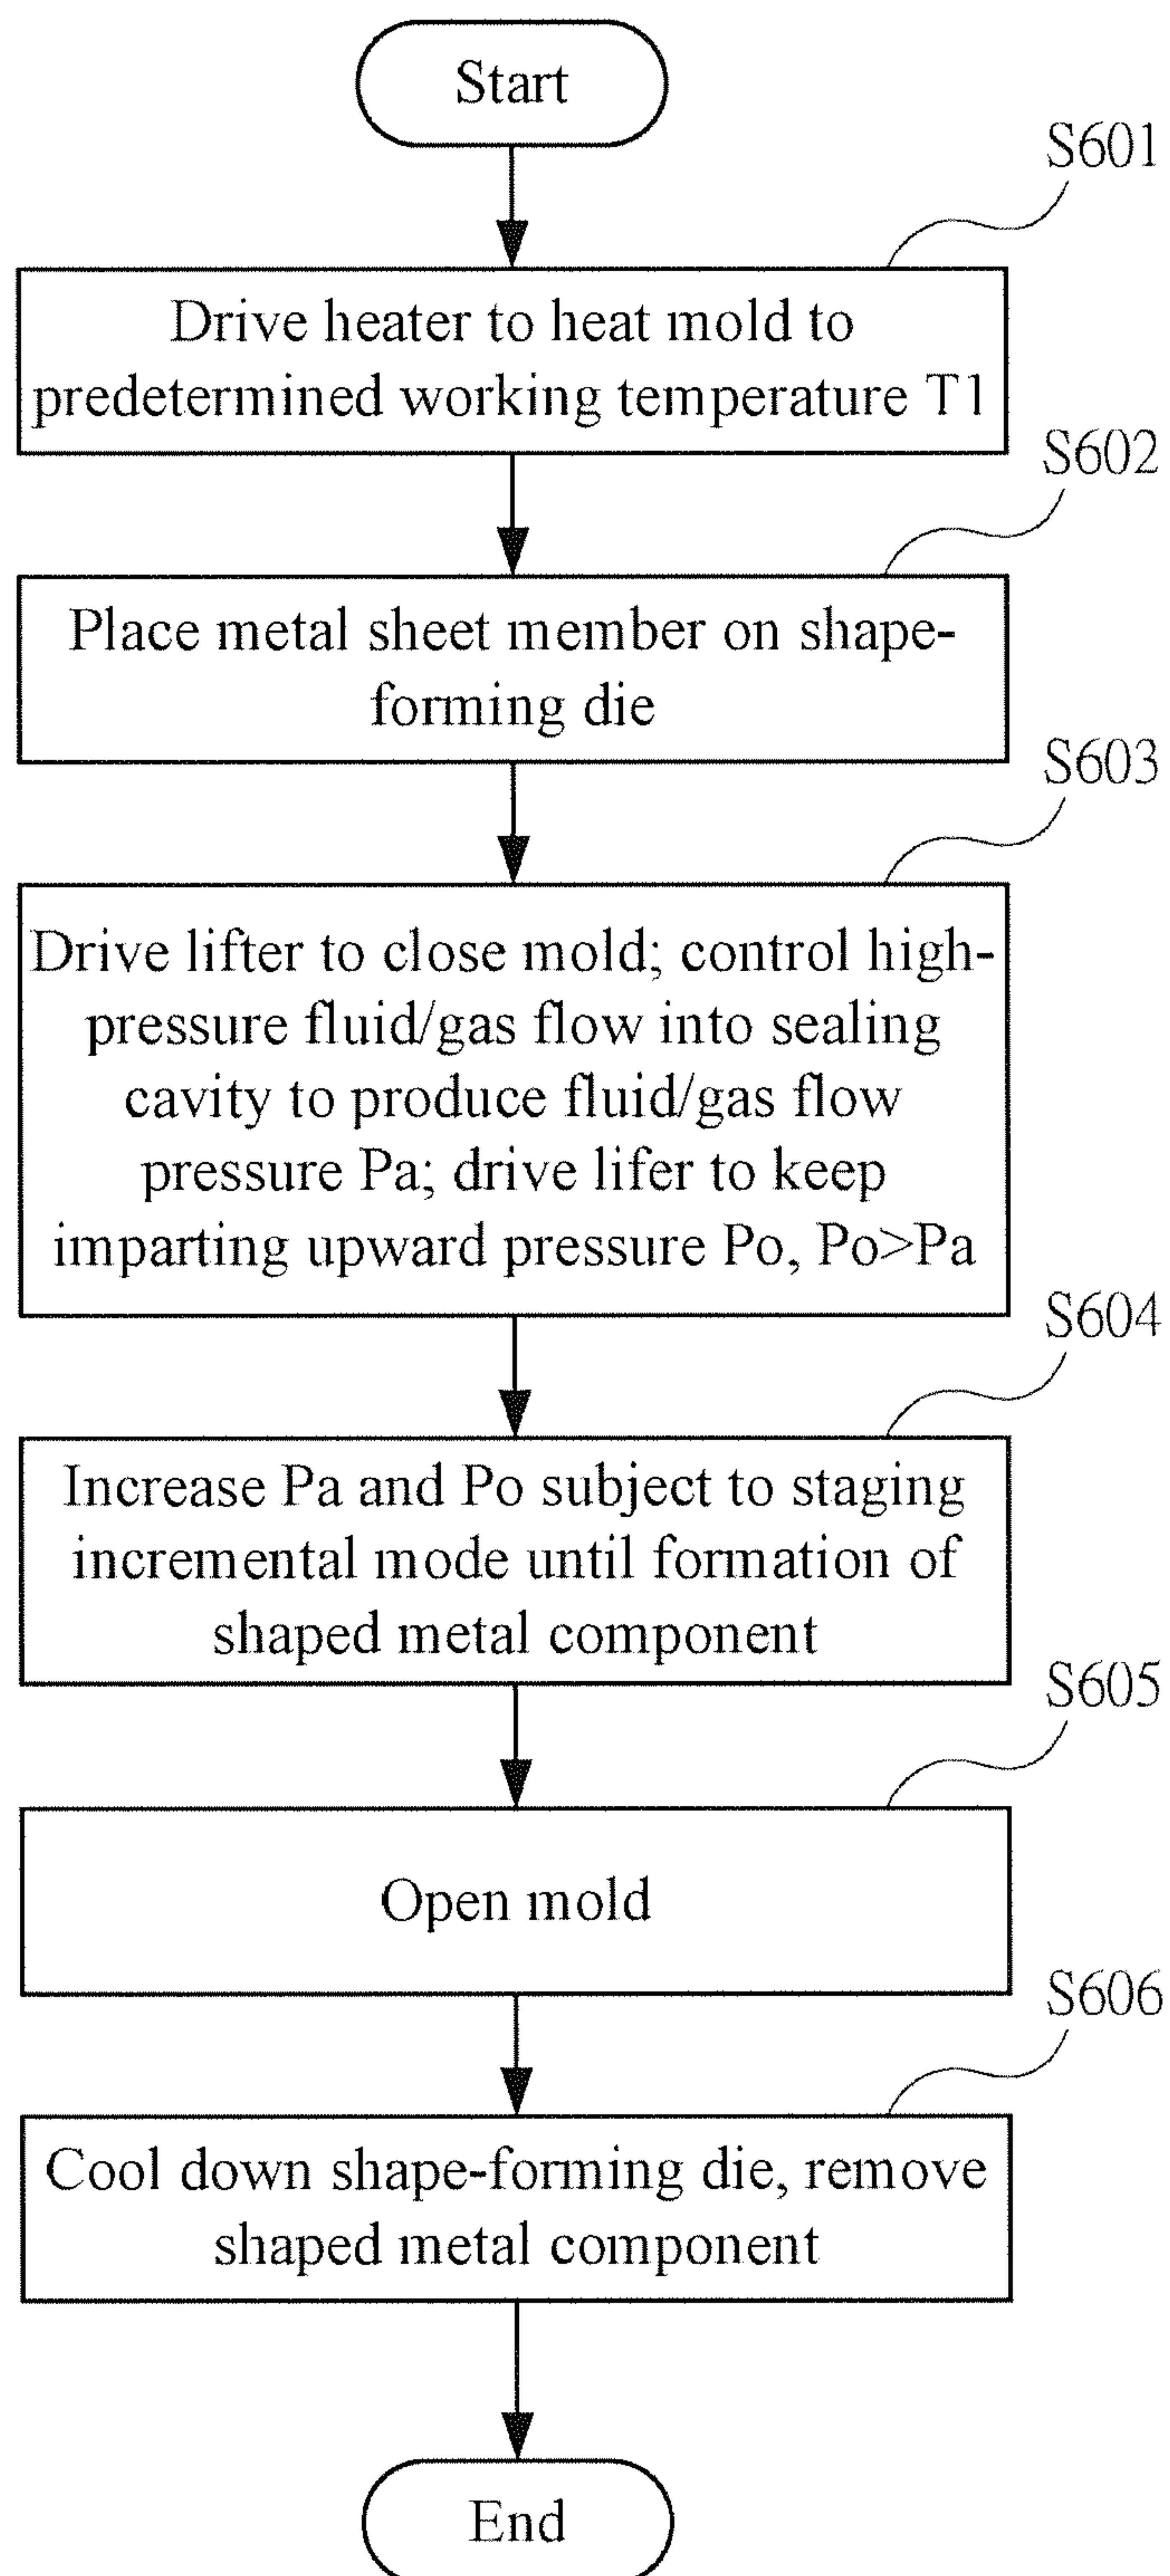 Start
S601
Drive heater to heat mold to
predetermined working temperature T1
S602
Place metal sheet member on shape-
forming die
S603
Drive lifter to close mold; control high-
pressure fluid/gas flow into sealing
cavity to produce fluid/gas flow
pressure Pa; drive lifer to keep
imparting upward pressure Po, Po>Pa
S604
Increase Pa and Po subject to staging
incremental mode until formation of
shaped metal component
S605
Open mold
S606
Cool down shape-forming die, remove
shaped metal component
End